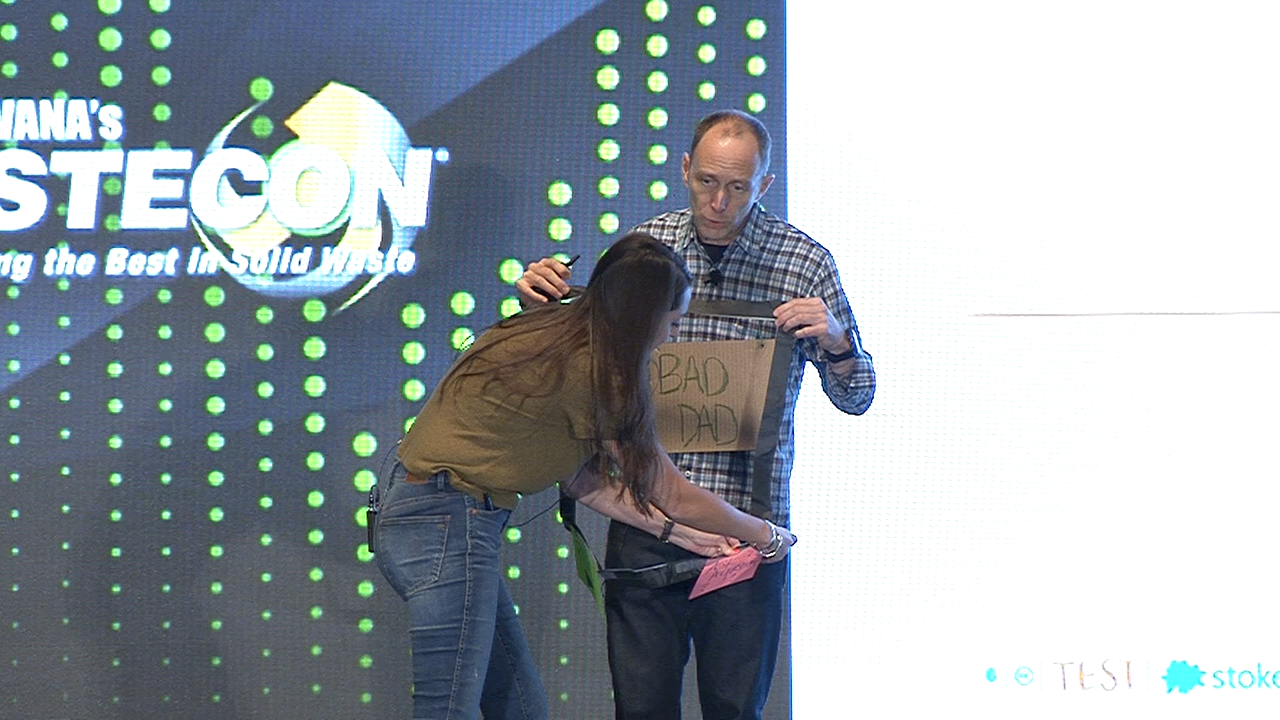 WANA's
STECON
ng the Best in Solid Waste
BAD
DAD
TEST
stoke